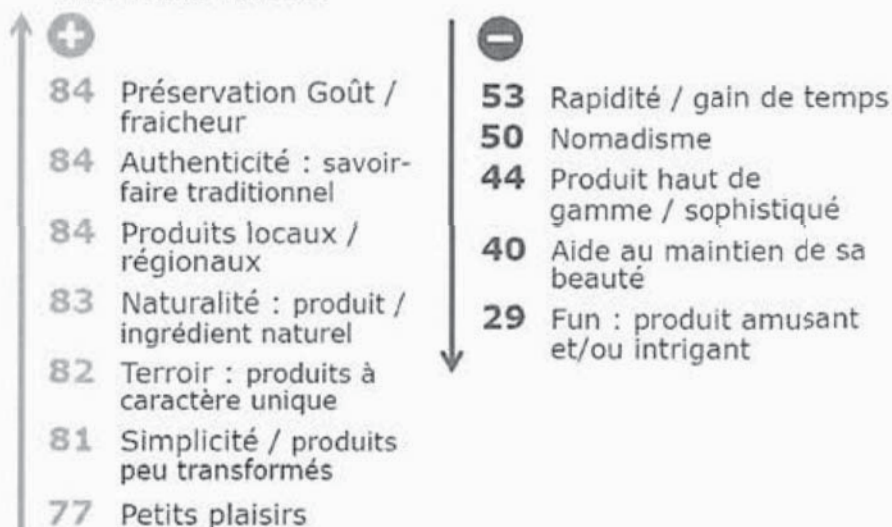 84 Préservation Goût /
fraicheur
84 Authenticité : savoir-
faire traditionnel
84 Produits locaux /
régionaux
83 Naturalité : produit /
ingrédient naturel
82 Terroir : produits à
caractère unique
81 Simplicité / produits
peu transformés
77 Petits plaisirs
53 Rapidité / gain de temps
50 Nomadisme
44 Produit haut de
gamme / sophistiqué
40 Aide au maintien de sa
beauté
29 Fun : produit amusant
et/ou intrigant